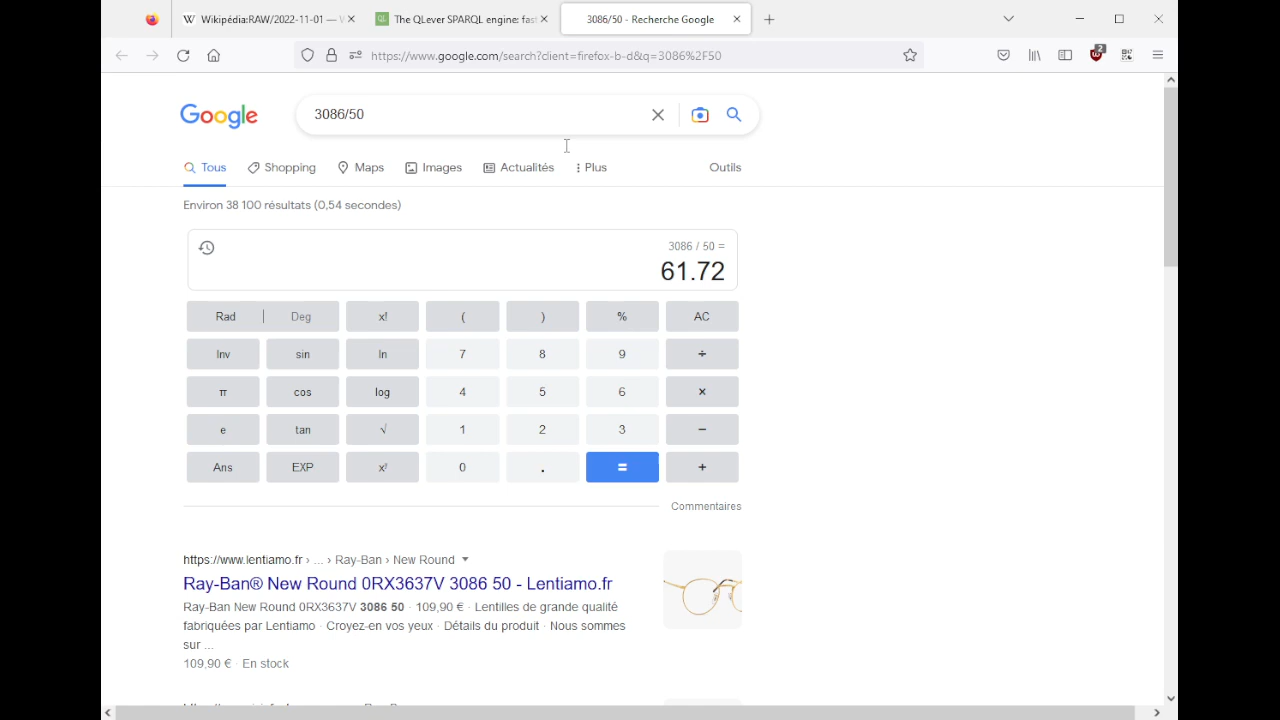 Wikipédia:RAW/2022-11-01 —
The QLever SPARQL engine: fast
3086/50 - Recherche Google
https://www.google.com/search?client=firefox-b-d&q=3086%2F50
2
Google
3086/50
Tous
Shopping
Maps
Images
Actualités
Plus
Outils
Environ 38 100 résultats (0,54 secondes)
3086 / 50 =
61.72
Rad | Deg x! ( ) % AC
Inv sin ln 7 8 9 ÷
π cos log 4 5 6 ×
e tan √ 1 2 3 −
Ans EXP x² 0 . = +
Commentaires
https://www.lentiamo.fr › ... › Ray-Ban › New Round
Ray-Ban® New Round 0RX3637V 3086 50 - Lentiamo.fr
Ray-Ban New Round 0RX3637V 3086 50 · 109,90 € · Lentilles de grande qualité
fabriquées par Lentiamo · Croyez-en vos yeux · Détails du produit · Nous sommes
sur ...
109,90 € · En stock